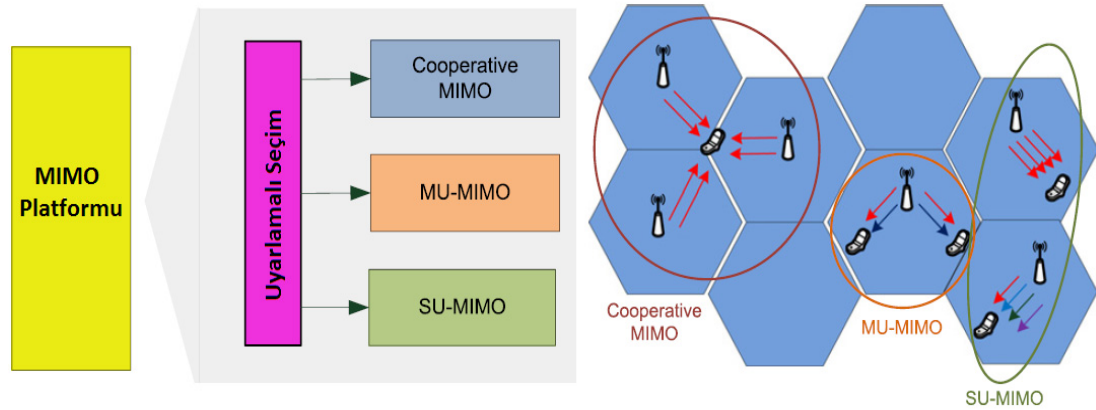 MIMO
Platformu
Uyarlamalı Seçim
Cooperative
MIMO
MU-MIMO
SU-MIMO
Cooperative
MIMO
MU-MIMO
SU-MIMO